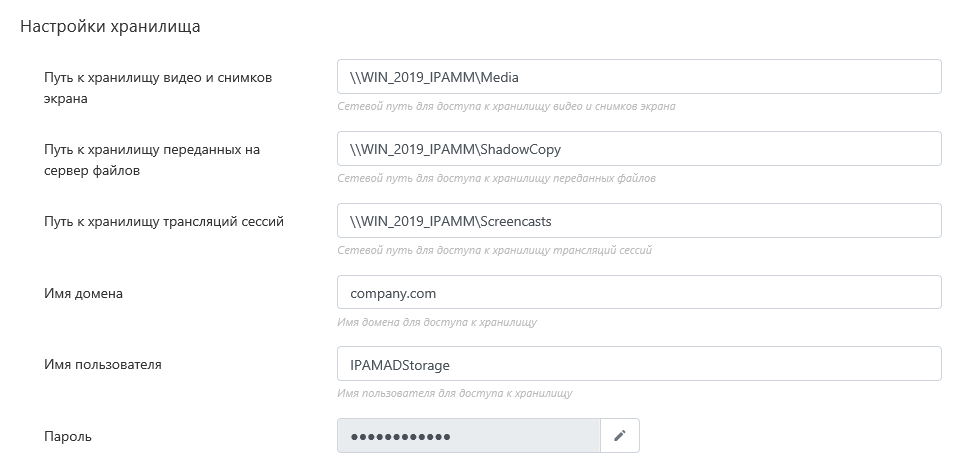 Настройки хранилища
Путь к хранилищу видео и снимков
экрана
\\WIN_2019_IPAMM\Media
Сетевой путь для доступа к хранилищу видео и снимков экрана
Путь к хранилищу переданных на
сервер файлов
\\WIN_2019_IPAMM\ShadowCopy
Сетевой путь для доступа к хранилищу переданных файлов
Путь к хранилищу трансляций сессий
\\WIN_2019_IPAMM\Screencasts
Сетевой путь для доступа к хранилищу трансляций сессий
Имя домена
company.com
Имя домена для доступа к хранилищу
Имя пользователя
IPAMADStorage
Имя пользователя для доступа к хранилищу
Пароль
●●●●●●●●●●●●